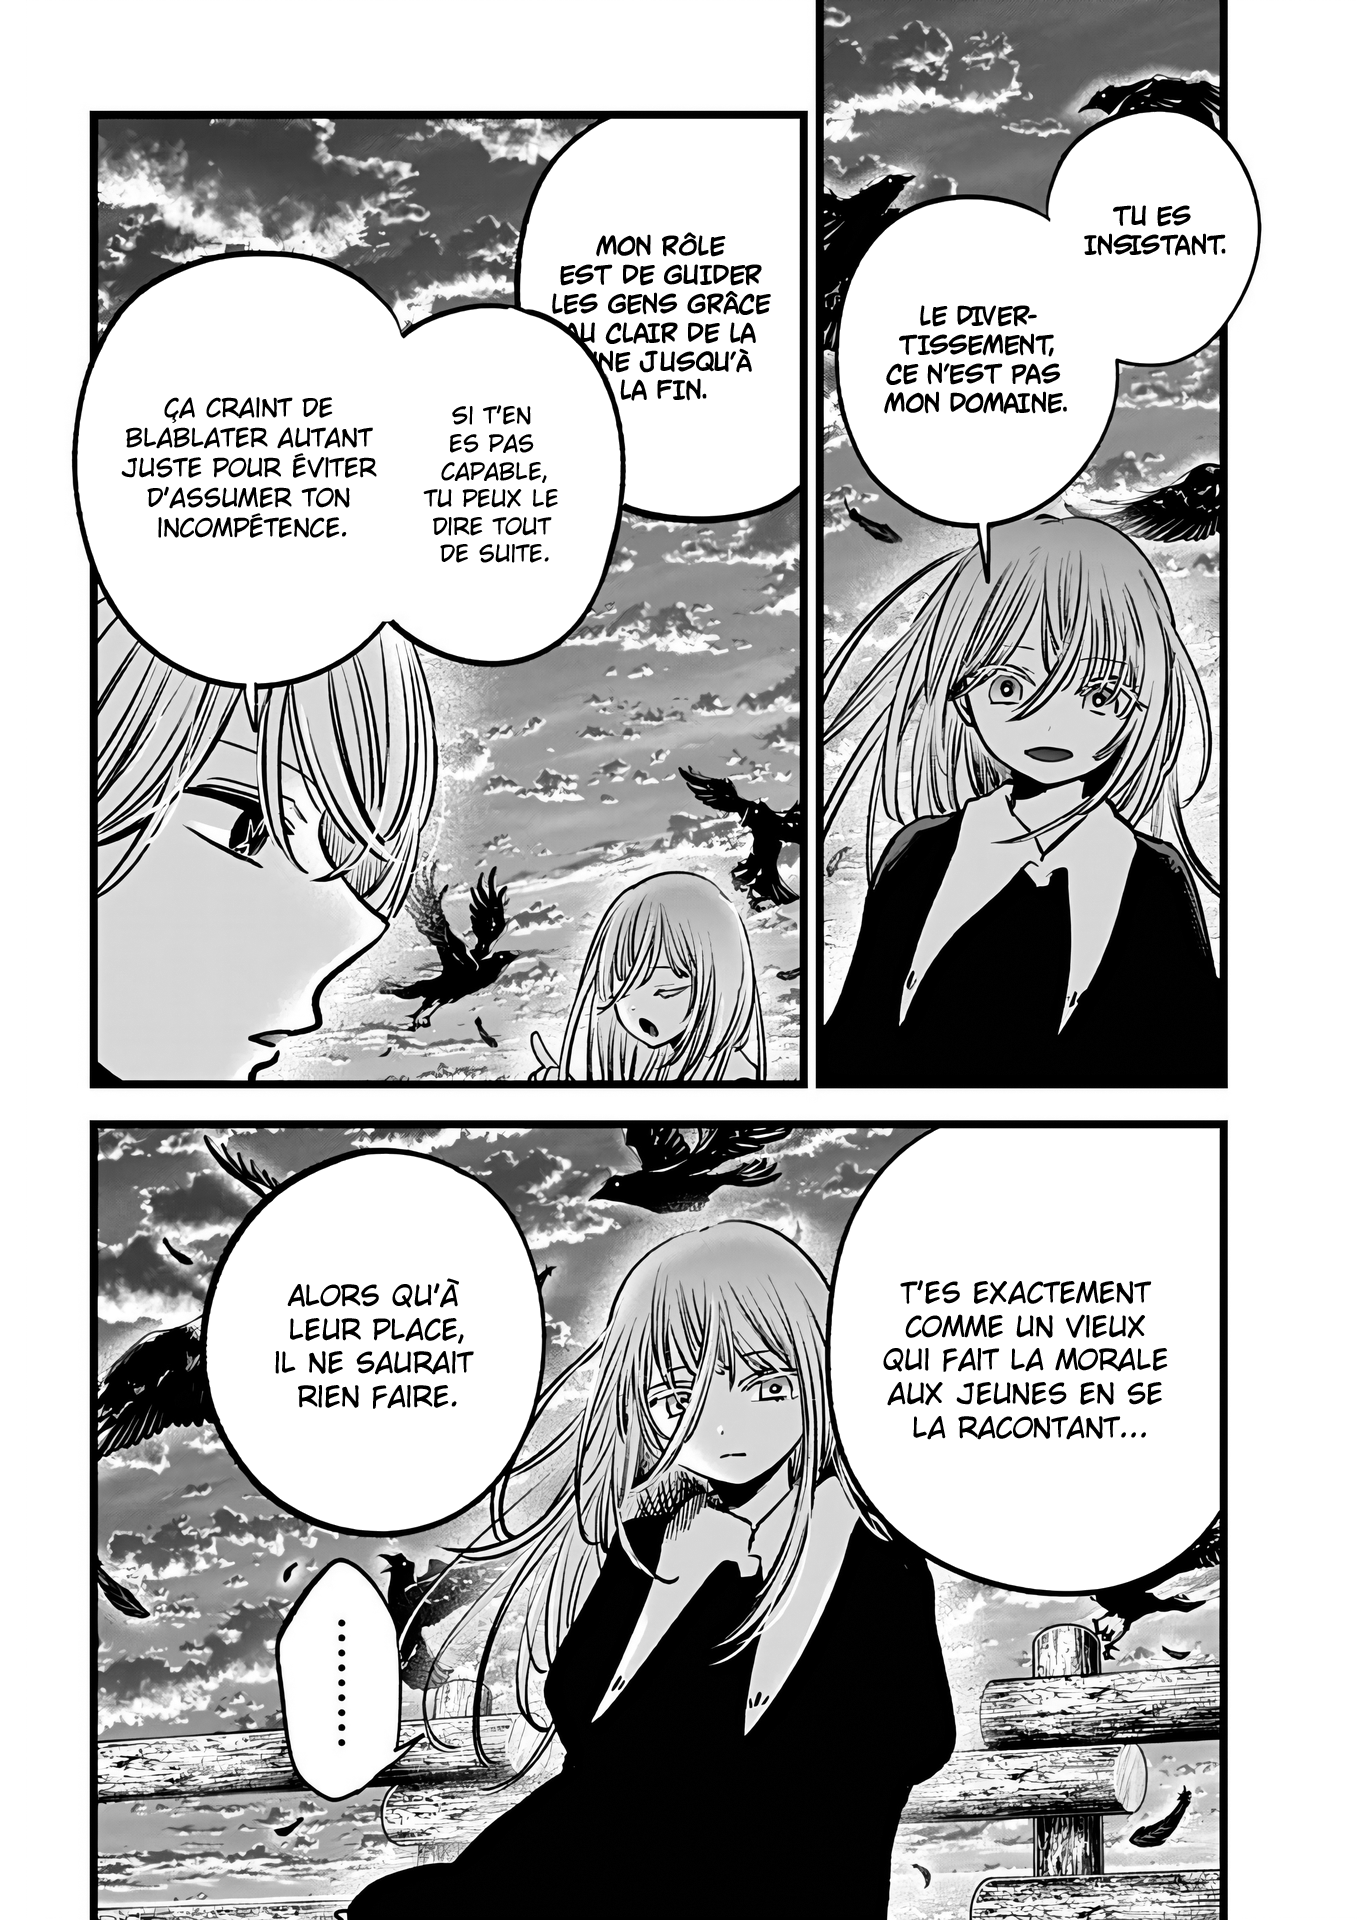 TU ES
INSISTANT.
LE DIVER-
TISSEMENT,
CE N'EST PAS
MON DOMAINE.
MON RÔLE
EST DE GUIDER
LES GENS GRÂCE
AU CLAIR DE LA
NE JUSQU'À
LA FIN.
SI T'EN
ES PAS
CAPABLE,
TU PEUX LE
DIRE TOUT
DE SUITE.
ÇA CRAINT DE
BLABLATER AUTANT
JUSTE POUR ÉVITER
D'ASSUMER TON
INCOMPÉTENCE.
T'ES EXACTEMENT
COMME UN VIEUX
QUI FAIT LA MORALE
AUX JEUNES EN SE
LA RACONTANT...
ALORS QU'À
LEUR PLACE,
IL NE SAURAIT
RIEN FAIRE.
........